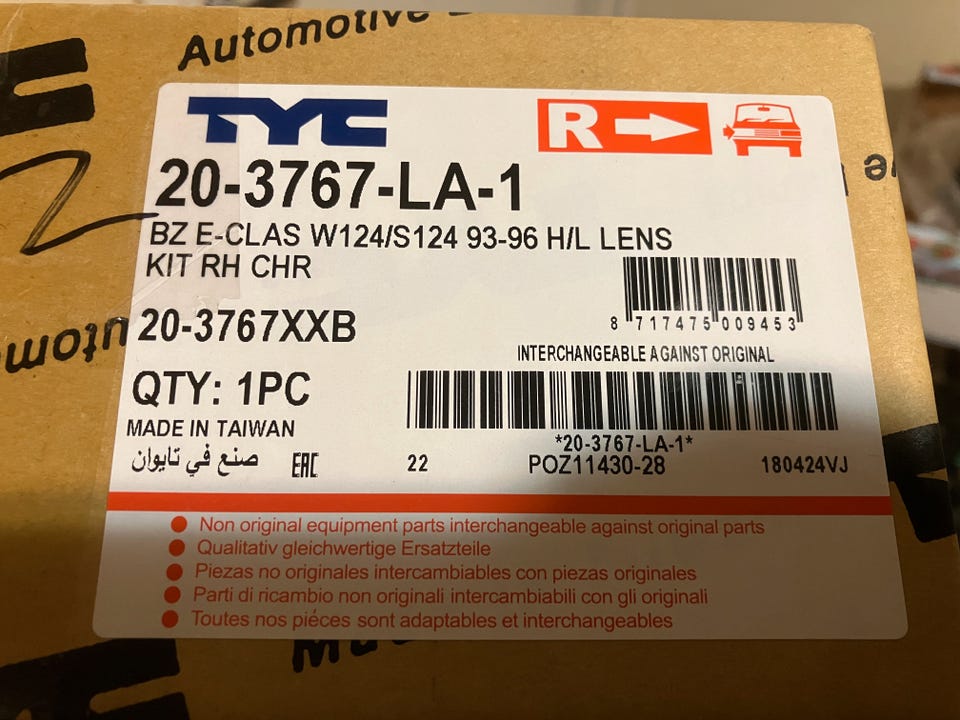 Automotive
TYC
R
20-3767-LA-1
BZ E-CLAS W124/S124 93-96 H/L LENS
KIT RH CHR
8 717475 009453
20-3767XXB
INTERCHANGEABLE AGAINST ORIGINAL
QTY: 1PC
MADE IN TAIWAN
*20-3767-LA-1*
صنع في تايوان EAC 22 POZ11430-28 180424VJ
Non original equipment parts interchangeable against original parts
Qualitativ gleichwertige Ersatzteile
Piezas no originales intercambiables con piezas originales
Parti di ricambio non originali intercambiabili con gli originali
Toutes nos piéces sont adaptables et interchangeables